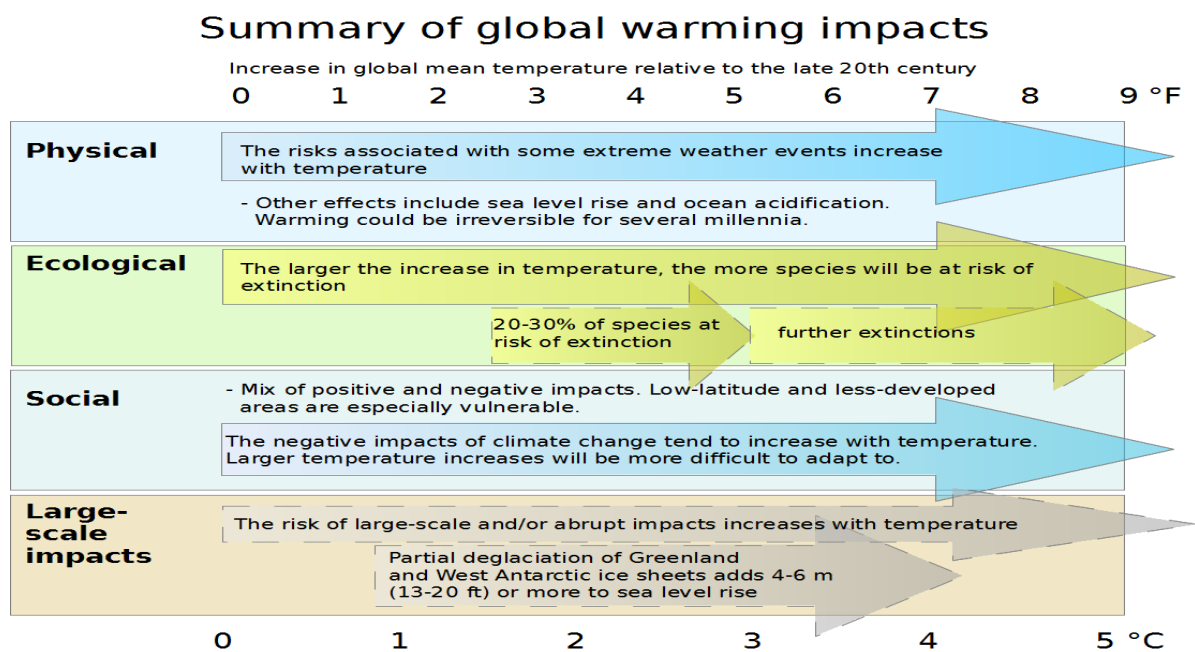 Summary of global warming impacts
Increase in global mean temperature relative to the late 20th century
0 1 2 3 4 5 6 7 8 9 °F
Physical
The risks associated with some extreme weather events increase
with temperature
- Other effects include sea level rise and ocean acidification.
Warming could be irreversible for several millennia.
Ecological
The larger the increase in temperature, the more species will be at risk of
extinction
20-30% of species at
risk of extinction
further extinctions
Social
- Mix of positive and negative impacts. Low-latitude and less-developed
areas are especially vulnerable.
The negative impacts of climate change tend to increase with temperature.
Larger temperature increases will be more difficult to adapt to.
Large-
scale
impacts
The risk of large-scale and/or abrupt impacts increases with temperature
Partial deglaciation of Greenland
and West Antarctic ice sheets adds 4-6 m
(13-20 ft) or more to sea level rise
0 1 2 3 4 5 °C